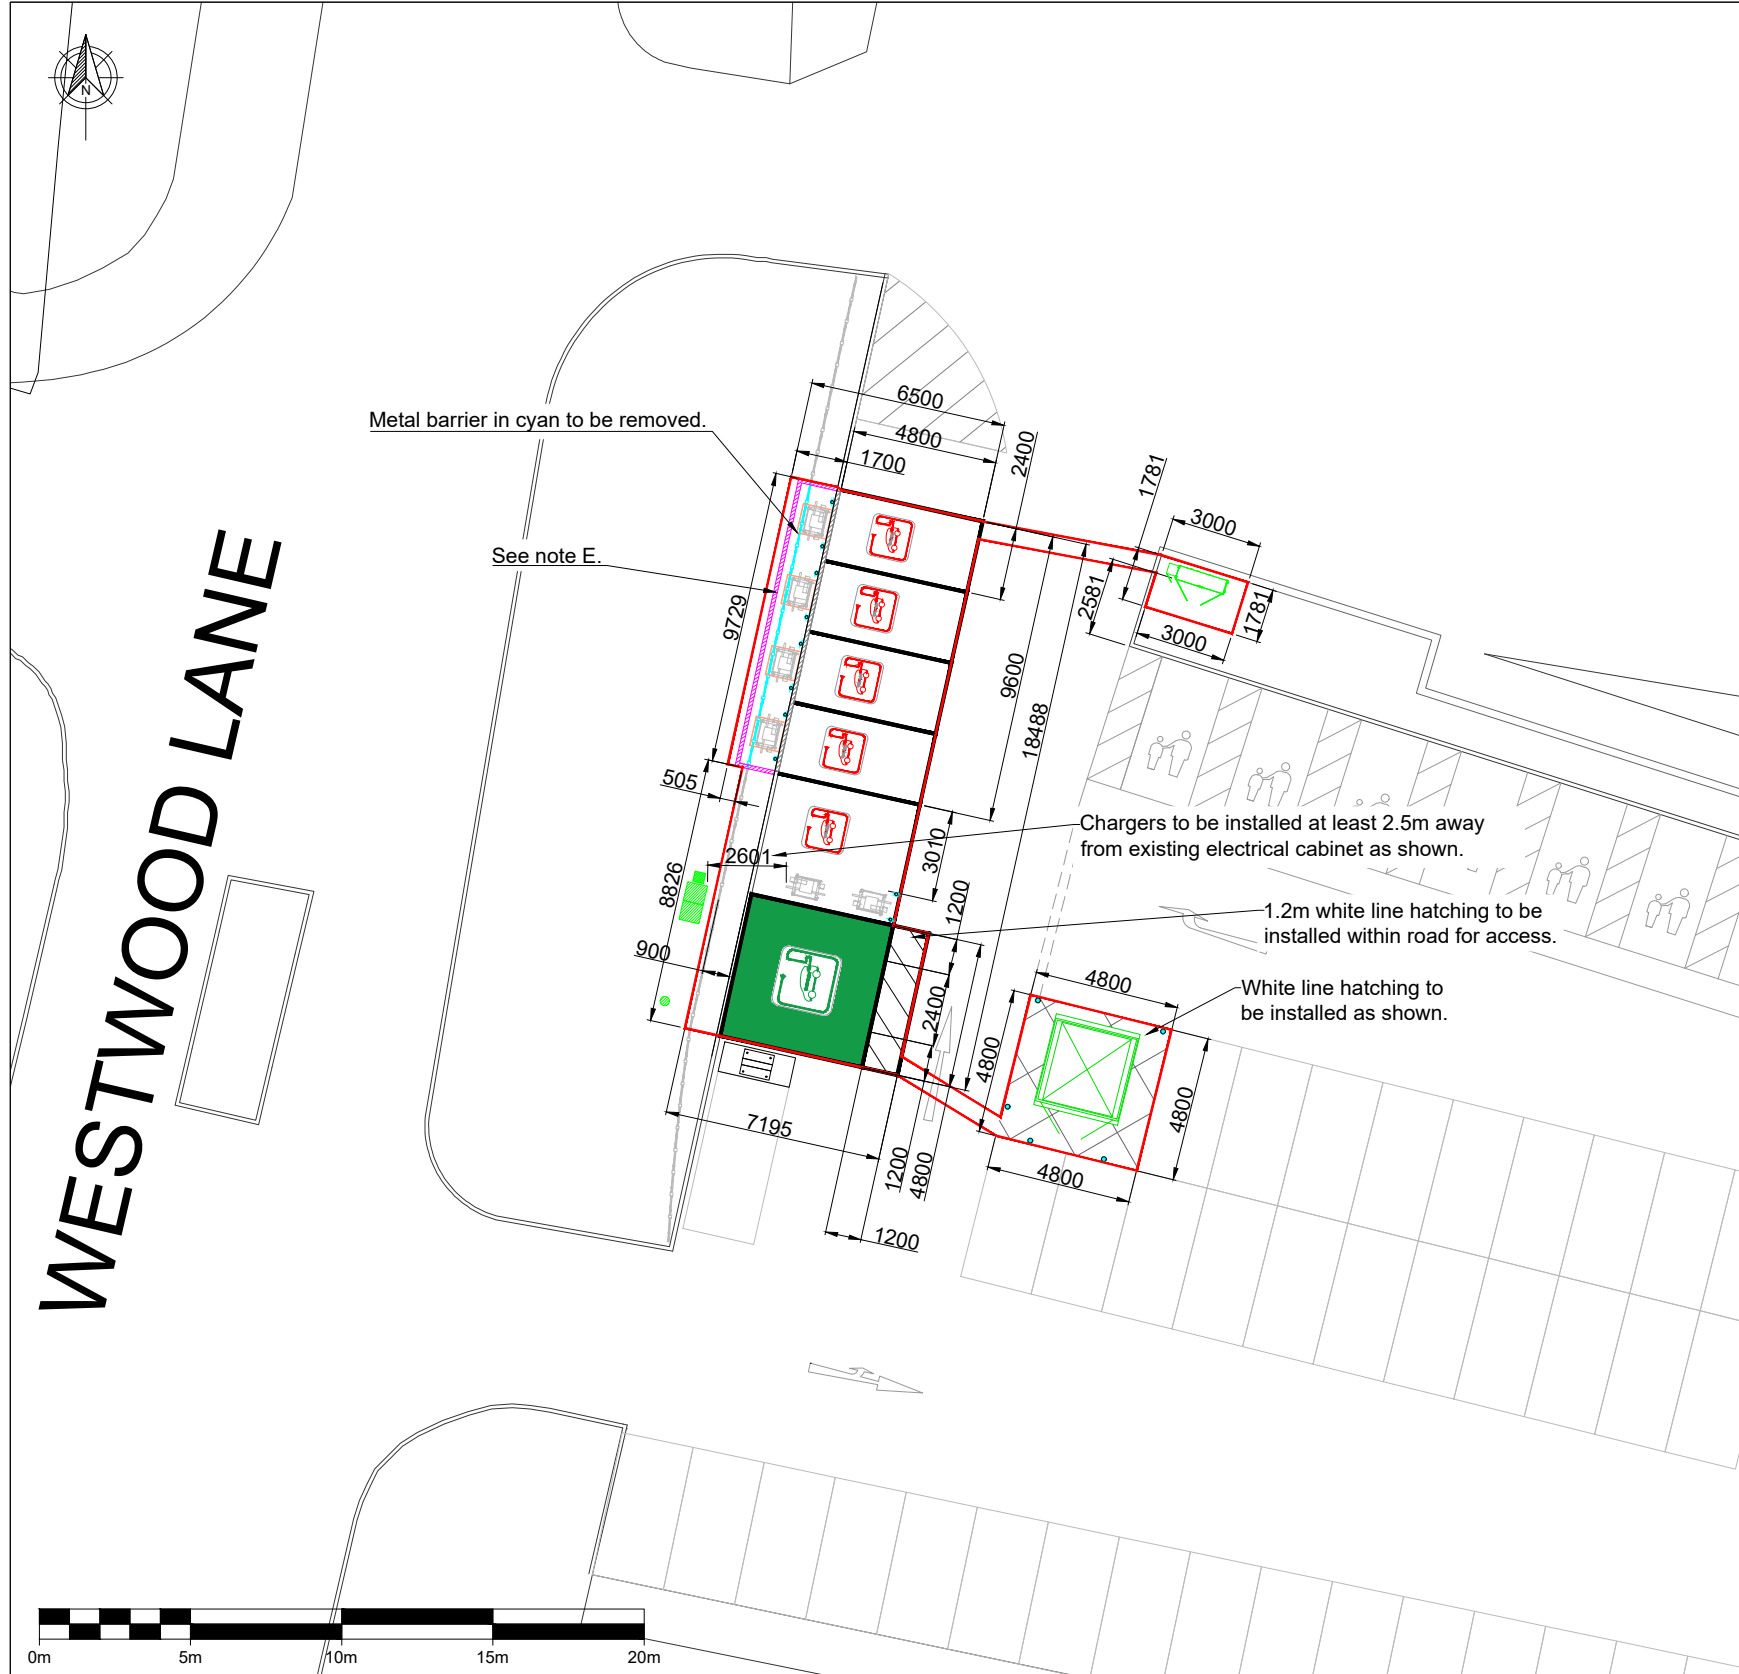 N
6500
4800
1700
2400
1781
3000
Metal barrier in cyan to be removed.
See note E.
9729
2581
1781
3000
9600
18488
505
2601
3010
Chargers to be installed at least 2.5m away
from existing electrical cabinet as shown.
8826
1200
1.2m white line hatching to be
installed within road for access.
900
2400
4800
White line hatching to
be installed as shown.
4800
4800
7195
1200
4800
4800
1200
WESTWOOD LANE
0m 5m 10m 15m 20m